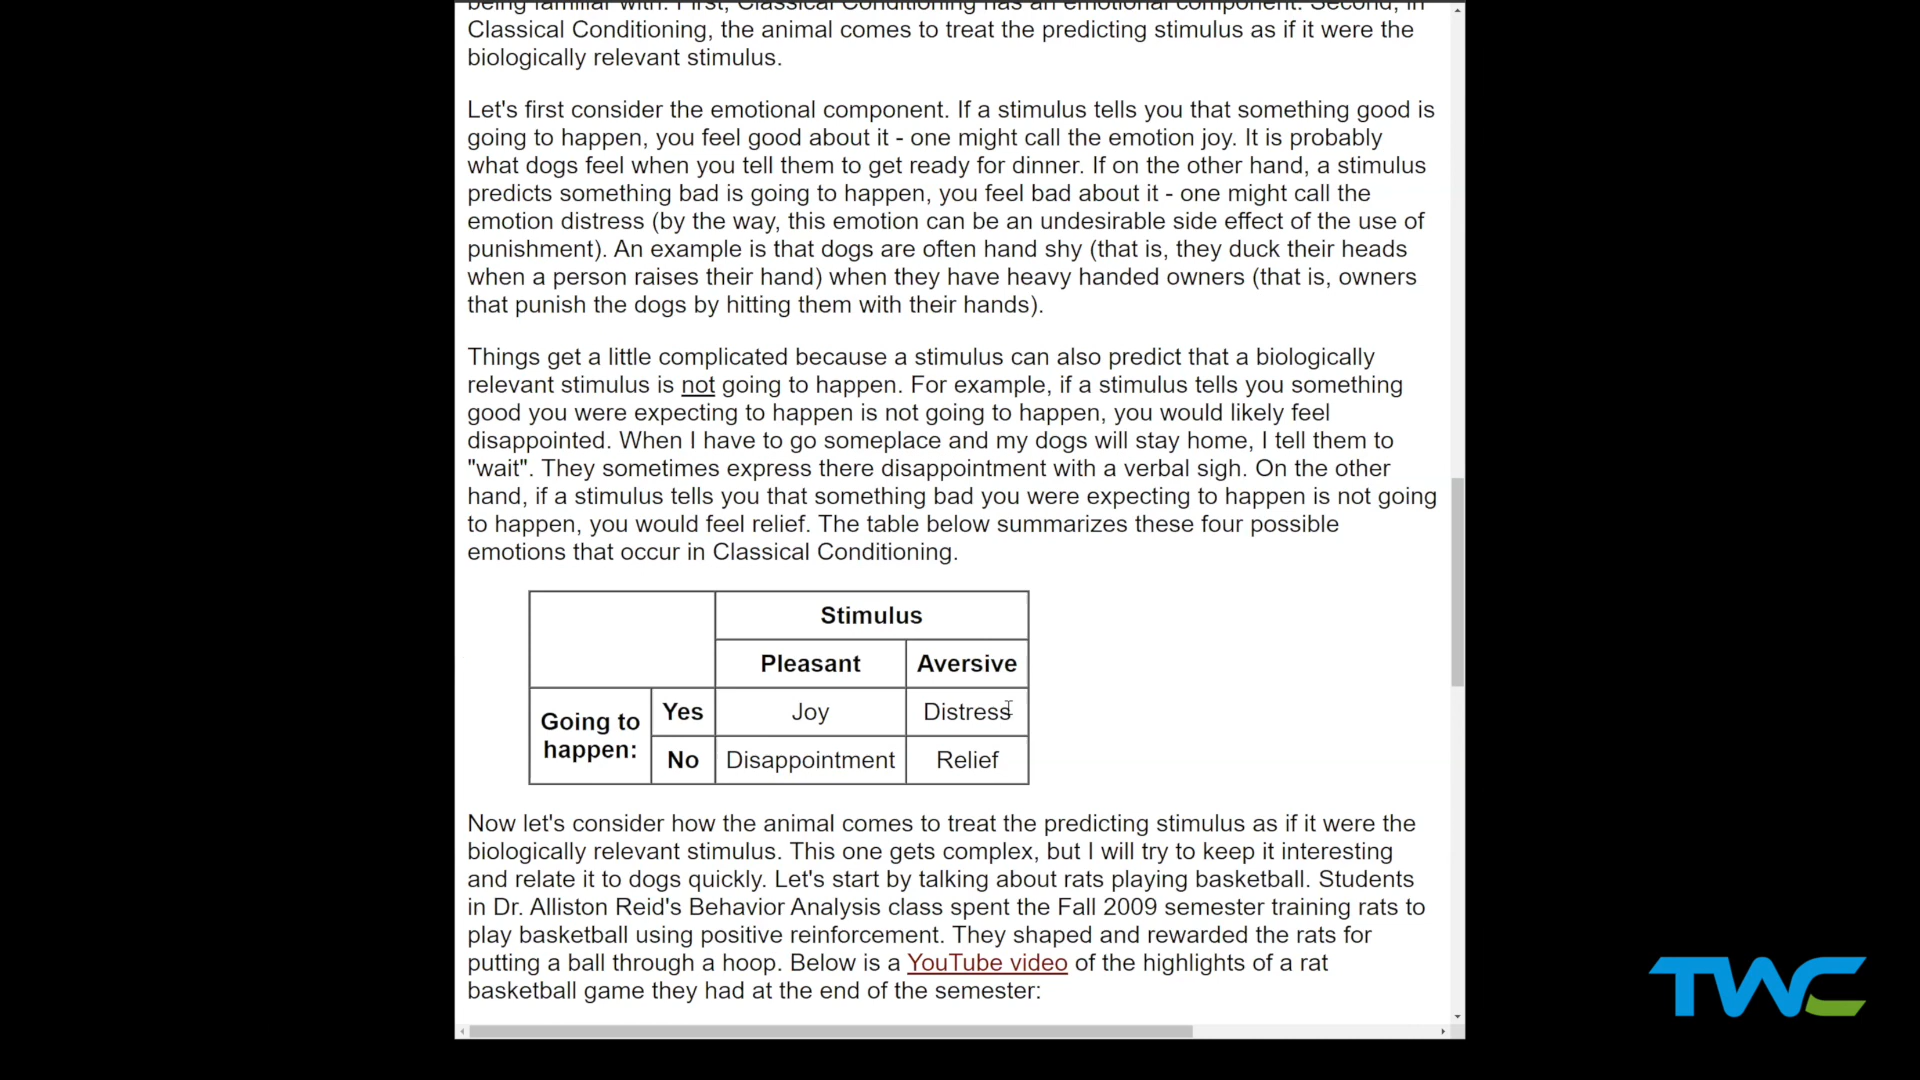 being familiar with. First, Classical Conditioning has an emotional component. Second, in
Classical Conditioning, the animal comes to treat the predicting stimulus as if it were the
biologically relevant stimulus.
Let's first consider the emotional component. If a stimulus tells you that something good is
going to happen, you feel good about it - one might call the emotion joy. It is probably
what dogs feel when you tell them to get ready for dinner. If on the other hand, a stimulus
predicts something bad is going to happen, you feel bad about it - one might call the
emotion distress (by the way, this emotion can be an undesirable side effect of the use of
punishment). An example is that dogs are often hand shy (that is, they duck their heads
when a person raises their hand) when they have heavy handed owners (that is, owners
that punish the dogs by hitting them with their hands).
Things get a little complicated because a stimulus can also predict that a biologically
relevant stimulus is not going to happen. For example, if a stimulus tells you something
good you were expecting to happen is not going to happen, you would likely feel
disappointed. When I have to go someplace and my dogs will stay home, I tell them to
"wait". They sometimes express there disappointment with a verbal sigh. On the other
hand, if a stimulus tells you that something bad you were expecting to happen is not going
to happen, you would feel relief. The table below summarizes these four possible
emotions that occur in Classical Conditioning.
Stimulus
Pleasant Aversive
Going to happen: Yes Joy Distress
No Disappointment Relief
Now let's consider how the animal comes to treat the predicting stimulus as if it were the
biologically relevant stimulus. This one gets complex, but I will try to keep it interesting
and relate it to dogs quickly. Let's start by talking about rats playing basketball. Students
in Dr. Alliston Reid's Behavior Analysis class spent the Fall 2009 semester training rats to
play basketball using positive reinforcement. They shaped and rewarded the rats for
putting a ball through a hoop. Below is a YouTube video of the highlights of a rat
basketball game they had at the end of the semester:
TWC